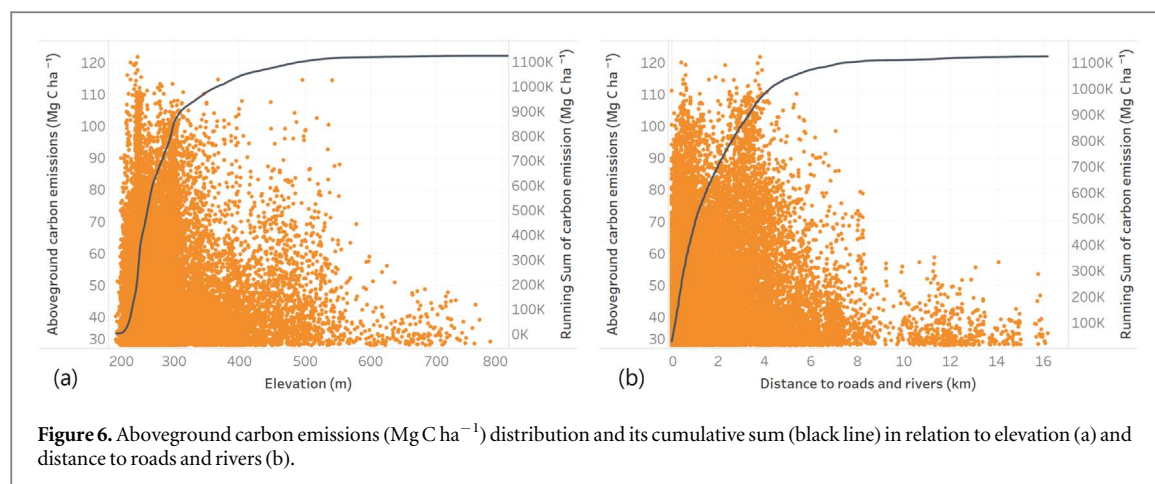 120
110
100
90
80
70
60
50
40
30
Aboveground carbon emissions (Mg C ha⁻¹)
1100K
1000K
900K
800K
700K
600K
500K
400K
300K
200K
100K
0K
Running Sum of carbon emission (Mg C ha⁻¹)
200 300 400 500 600 700 800
(a)
Elevation (m)
120
110
100
90
80
70
60
50
40
30
Aboveground carbon emissions (Mg C ha⁻¹)
1100K
1000K
900K
800K
700K
600K
500K
400K
300K
200K
100K
Running Sum of carbon emission (Mg C ha⁻¹)
0 2 4 6 8 10 12 14 16
(b)
Distance to roads and rivers (km)
Figure 6. Aboveground carbon emissions (Mg C ha⁻¹) distribution and its cumulative sum (black line) in relation to elevation (a) and
distance to roads and rivers (b).